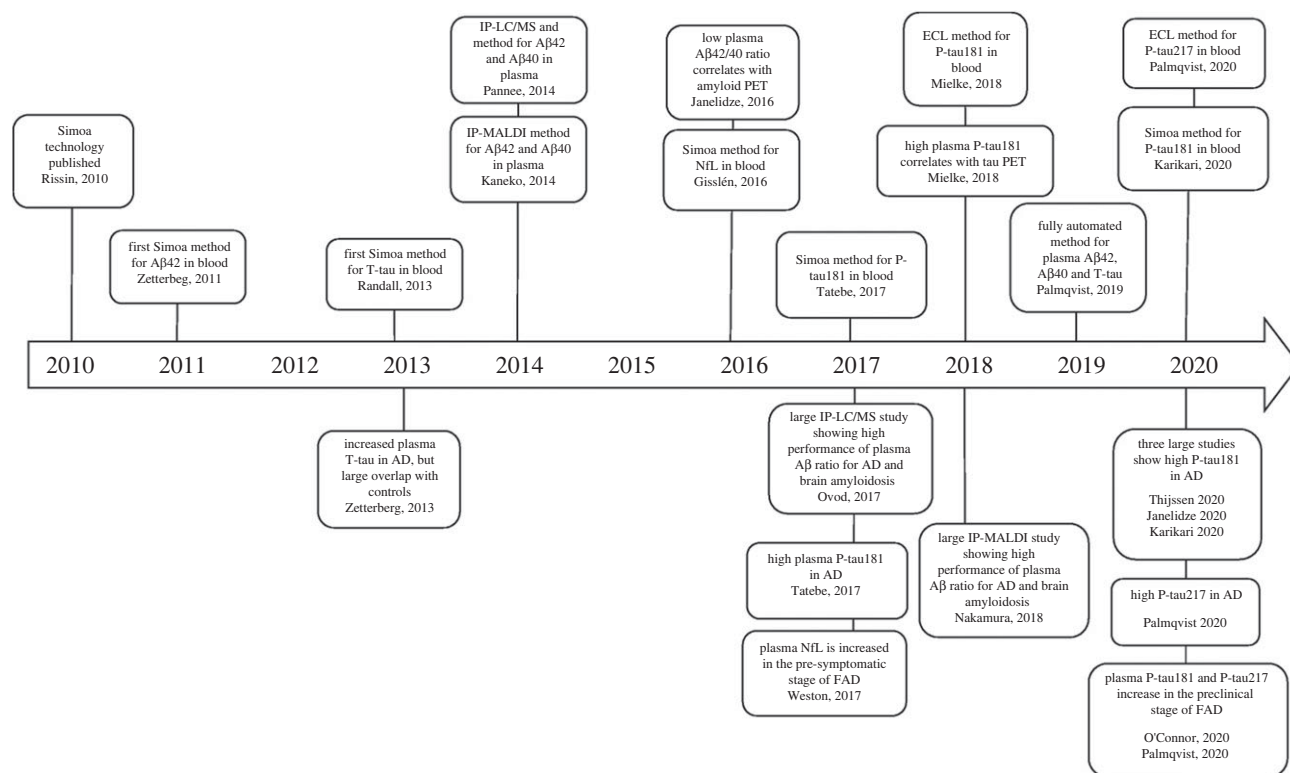 IP-LC/MS and
method for Aβ42
and Aβ40 in
plasma
Pannee, 2014
low plasma
Aβ42/40 ratio
correlates with
amyloid PET
Janelidze, 2016
ECL method for
P-tau181 in
blood
Mielke, 2018
ECL method for
P-tau217 in blood
Palmqvist, 2020
Simoa
technology
published
Rissin, 2010
IP-MALDI method
for Aβ42 and Aβ40
in plasma
Kaneko, 2014
Simoa method for
NfL in blood
Gisslén, 2016
high plasma P-tau181
correlates with tau PET
Mielke, 2018
Simoa method for
P-tau181 in blood
Karikari, 2020
first Simoa method
for Aβ42 in blood
Zetterbeg, 2011
first Simoa method
for T-tau in blood
Randall, 2013
Simoa method for P-
tau181 in blood
Tatebe, 2017
fully automated
method for
plasma Aβ42,
Aβ40 and T-tau
Palmqvist, 2019
2010 2011 2012 2013 2014 2015 2016 2017 2018 2019 2020
increased plasma
T-tau in AD, but
large overlap with
controls
Zetterberg, 2013
large IP-LC/MS study
showing high
performance of plasma
Aβ ratio for AD and
brain amyloidosis
Ovod, 2017
high plasma P-tau181
in AD
Tatebe, 2017
plasma NfL is increased
in the pre-symptomatic
stage of FAD
Weston, 2017
large IP-MALDI study
showing high
performance of plasma
Aβ ratio for AD and brain
amyloidosis
Nakamura, 2018
three large studies
show high P-tau181
in AD
Thijssen 2020
Janelidze 2020
Karikari 2020
high P-tau217 in AD
Palmqvist 2020
plasma P-tau181 and P-tau217
increase in the preclinical
stage of FAD
O'Connor, 2020
Palmqvist, 2020